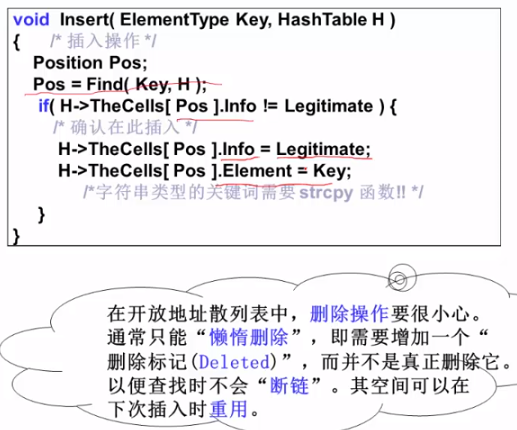 void Insert( ElementType Key, HashTable H )
{ /* 插入操作 */
Position Pos;
Pos = Find( Key, H );
if( H->TheCells[ Pos ].Info != Legitimate ) {
/* 确认在此插入 */
H->TheCells[ Pos ].Info = Legitimate;
H->TheCells[ Pos ].Element = Key;
/*字符串类型的关键词需要 strcpy 函数!! */
}
}
在开放地址散列表中，删除操作要很小心。
通常只能“懒惰删除”，即需要增加一个“
删除标记(Deleted)”，而并不是真正删除它。
以便查找时不会“断链”。其空间可以在
下次插入时重用。